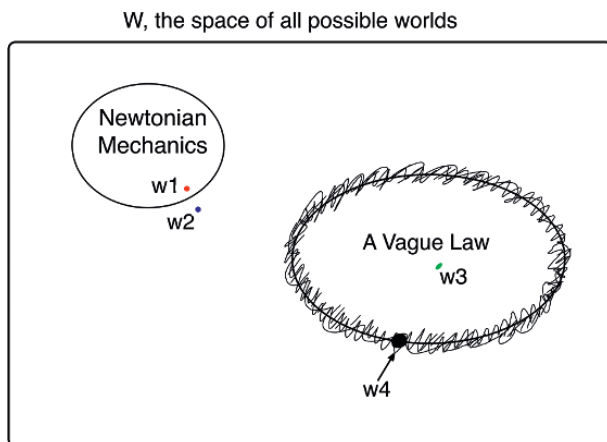 W, the space of all possible worlds
Newtonian
Mechanics
w1
w2
A Vague Law
w3
w4